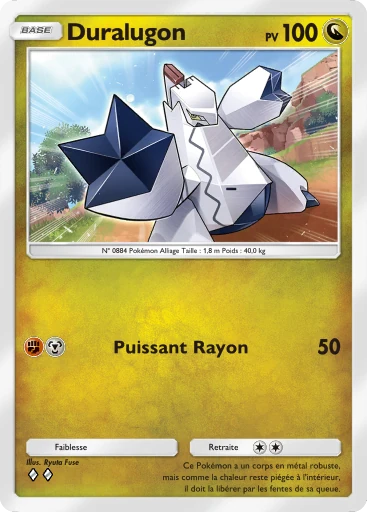 BASE Duralugon PV 100
N° 0884 Pokémon Alliage Taille : 1,8 m Poids : 40,0 kg
Puissant Rayon 50
Faiblesse Retraite
Illus. Ryuta Fuse
Ce Pokémon a un corps en métal robuste,
mais comme la chaleur reste piégée à l'intérieur,
il doit la libérer par les fentes de sa queue.